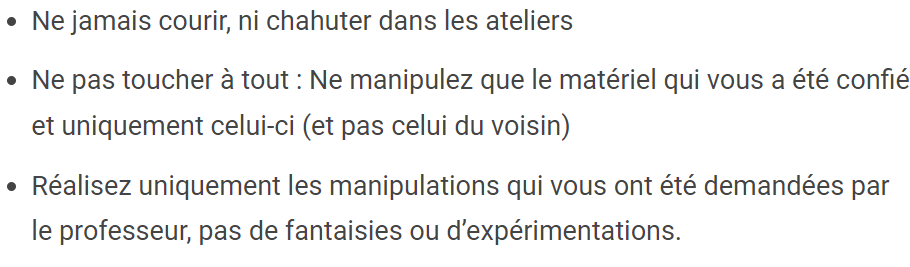 • Ne jamais courir, ni chahuter dans les ateliers
• Ne pas toucher à tout : Ne manipulez que le matériel qui vous a été confié
et uniquement celui-ci (et pas celui du voisin)
• Réalisez uniquement les manipulations qui vous ont été demandées par
le professeur, pas de fantaisies ou d’expérimentations.